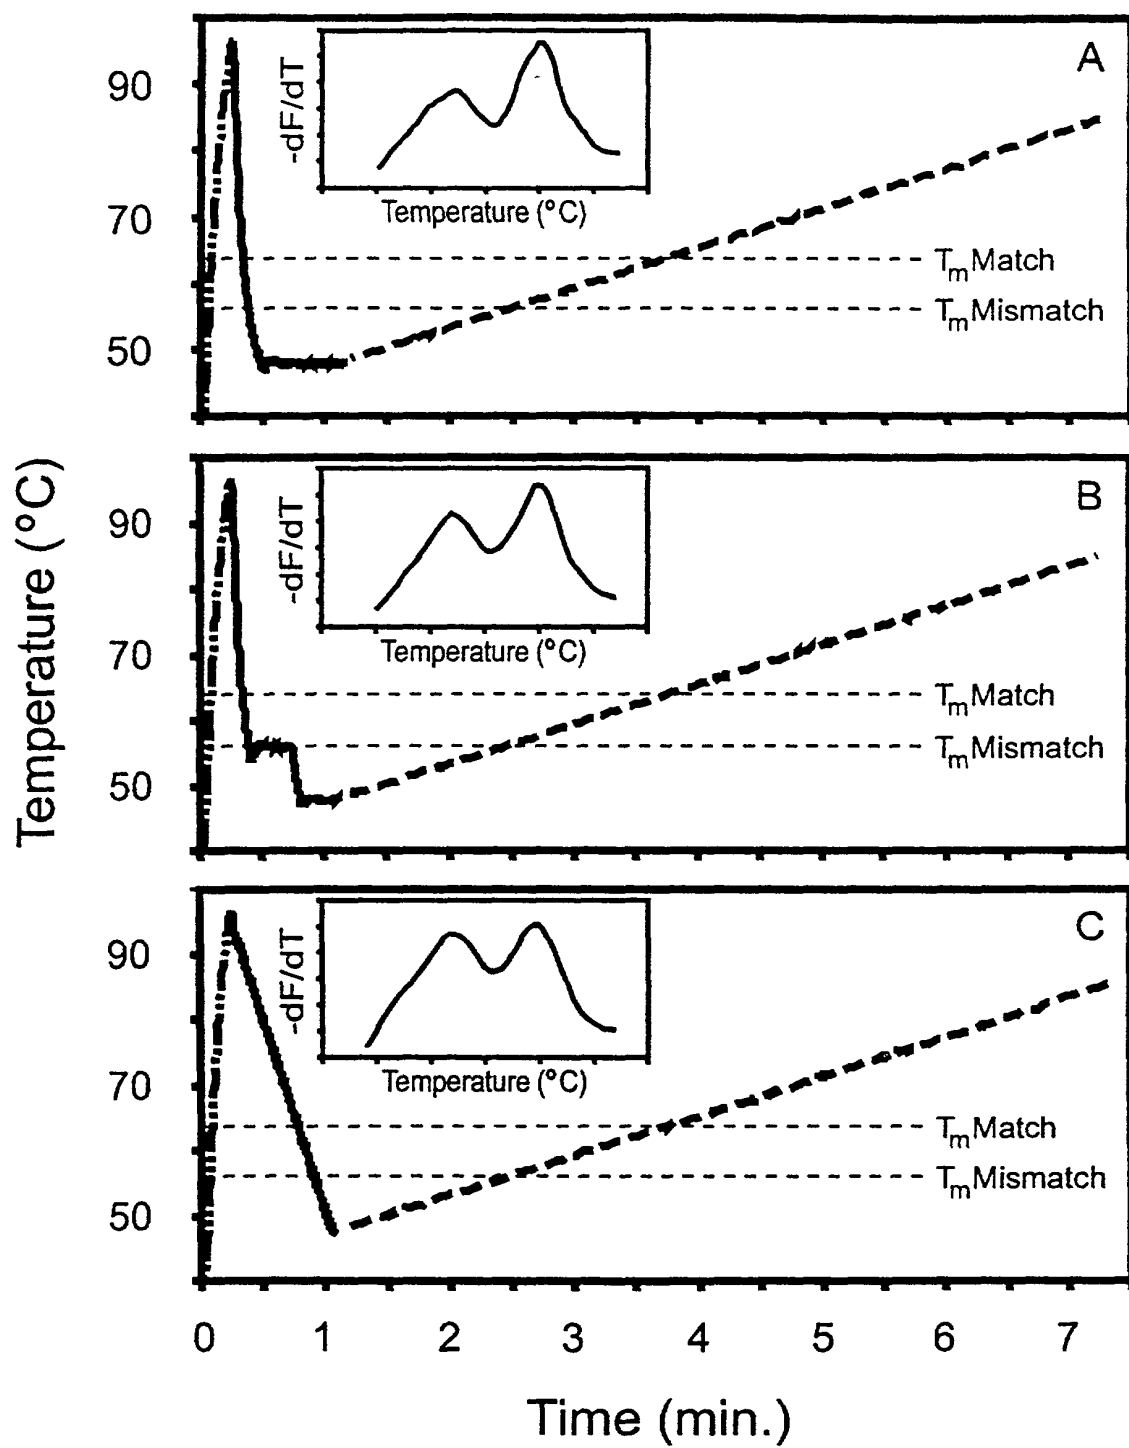 A
90
-dF/dT
Temperature (°C)
70
TmMatch
TmMismatch
50
B
90
-dF/dT
Temperature (°C)
70
TmMatch
TmMismatch
50
Temperature (°C)
C
90
-dF/dT
Temperature (°C)
70
TmMatch
TmMismatch
50
0 1 2 3 4 5 6 7
Time (min.)